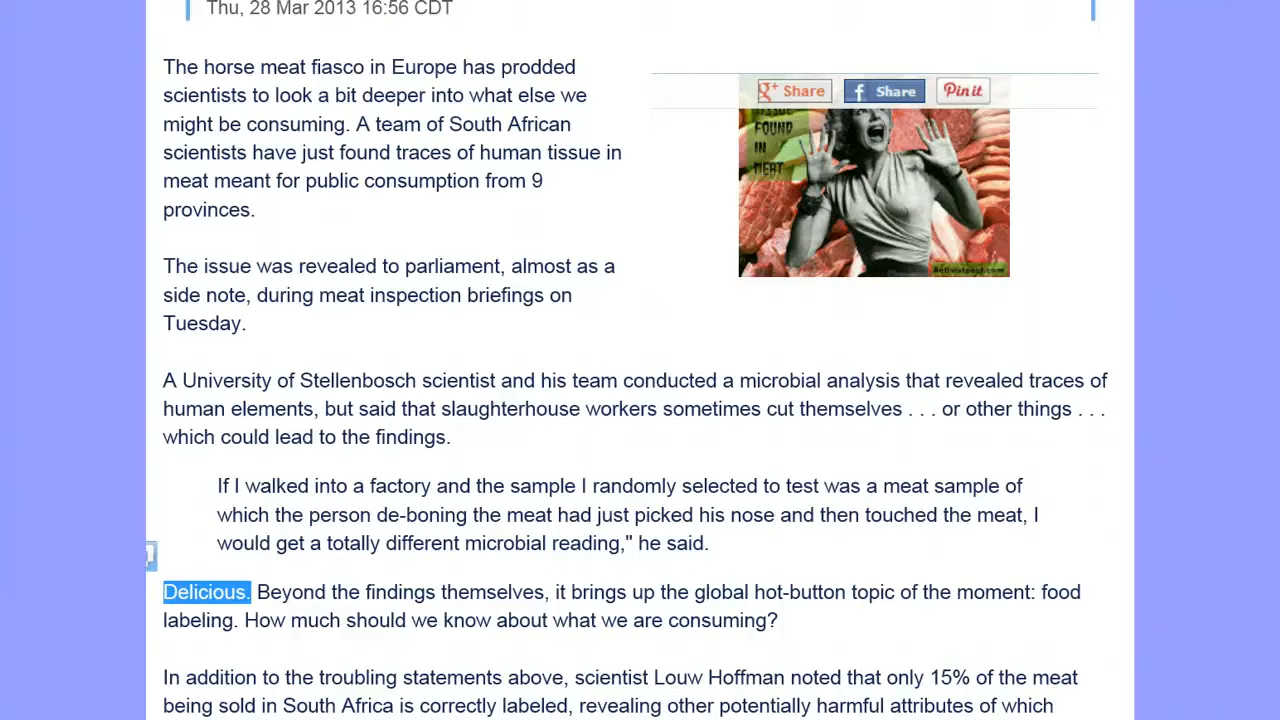 Thu, 28 Mar 2013 16:56 CDT
The horse meat fiasco in Europe has prodded
scientists to look a bit deeper into what else we
might be consuming. A team of South African
scientists have just found traces of human tissue in
meat meant for public consumption from 9
provinces.
g+ Share
f Share
Pin it
ISSUE
FOUND
IN
MEAT
activistpost.com
The issue was revealed to parliament, almost as a
side note, during meat inspection briefings on
Tuesday.
A University of Stellenbosch scientist and his team conducted a microbial analysis that revealed traces of
human elements, but said that slaughterhouse workers sometimes cut themselves . . . or other things . . .
which could lead to the findings.
If I walked into a factory and the sample I randomly selected to test was a meat sample of
which the person de-boning the meat had just picked his nose and then touched the meat, I
would get a totally different microbial reading," he said.
Delicious. Beyond the findings themselves, it brings up the global hot-button topic of the moment: food
labeling. How much should we know about what we are consuming?
In addition to the troubling statements above, scientist Louw Hoffman noted that only 15% of the meat
being sold in South Africa is correctly labeled, revealing other potentially harmful attributes of which